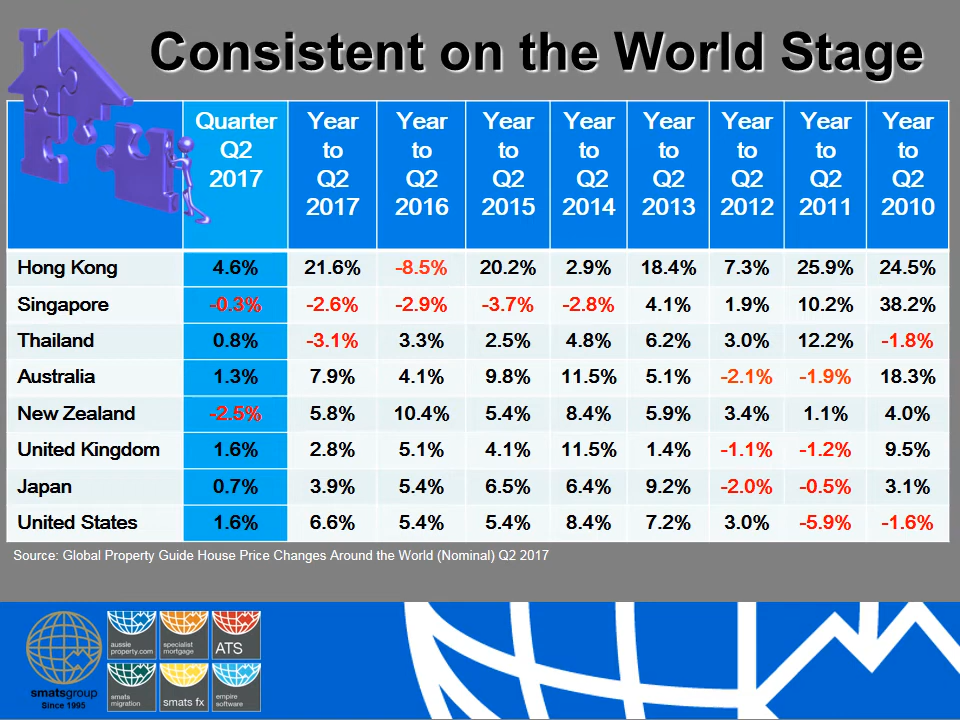 Consistent on the World Stage
Quarter Q2 2017 Year to Q2 2017 Year to Q2 2016 Year to Q2 2015 Year to Q2 2014 Year to Q2 2013 Year to Q2 2012 Year to Q2 2011 Year to Q2 2010
Hong Kong 4.6% 21.6% -8.5% 20.2% 2.9% 18.4% 7.3% 25.9% 24.5%
Singapore -0.3% -2.6% -2.9% -3.7% -2.8% 4.1% 1.9% 10.2% 38.2%
Thailand 0.8% -3.1% 3.3% 2.5% 4.8% 6.2% 3.0% 12.2% -1.8%
Australia 1.3% 7.9% 4.1% 9.8% 11.5% 5.1% -2.1% -1.9% 18.3%
New Zealand -2.5% 5.8% 10.4% 5.4% 8.4% 5.9% 3.4% 1.1% 4.0%
United Kingdom 1.6% 2.8% 5.1% 4.1% 11.5% 1.4% -1.1% -1.2% 9.5%
Japan 0.7% 3.9% 5.4% 6.5% 6.4% 9.2% -2.0% -0.5% 3.1%
United States 1.6% 6.6% 5.4% 5.4% 8.4% 7.2% 3.0% -5.9% -1.6%
Source: Global Property Guide House Price Changes Around the World (Nominal) Q2 2017
smatsgroup
Since 1995
aussie
property.com
specialist
mortgage
ATS
smats
migration
smats fx
empire
software